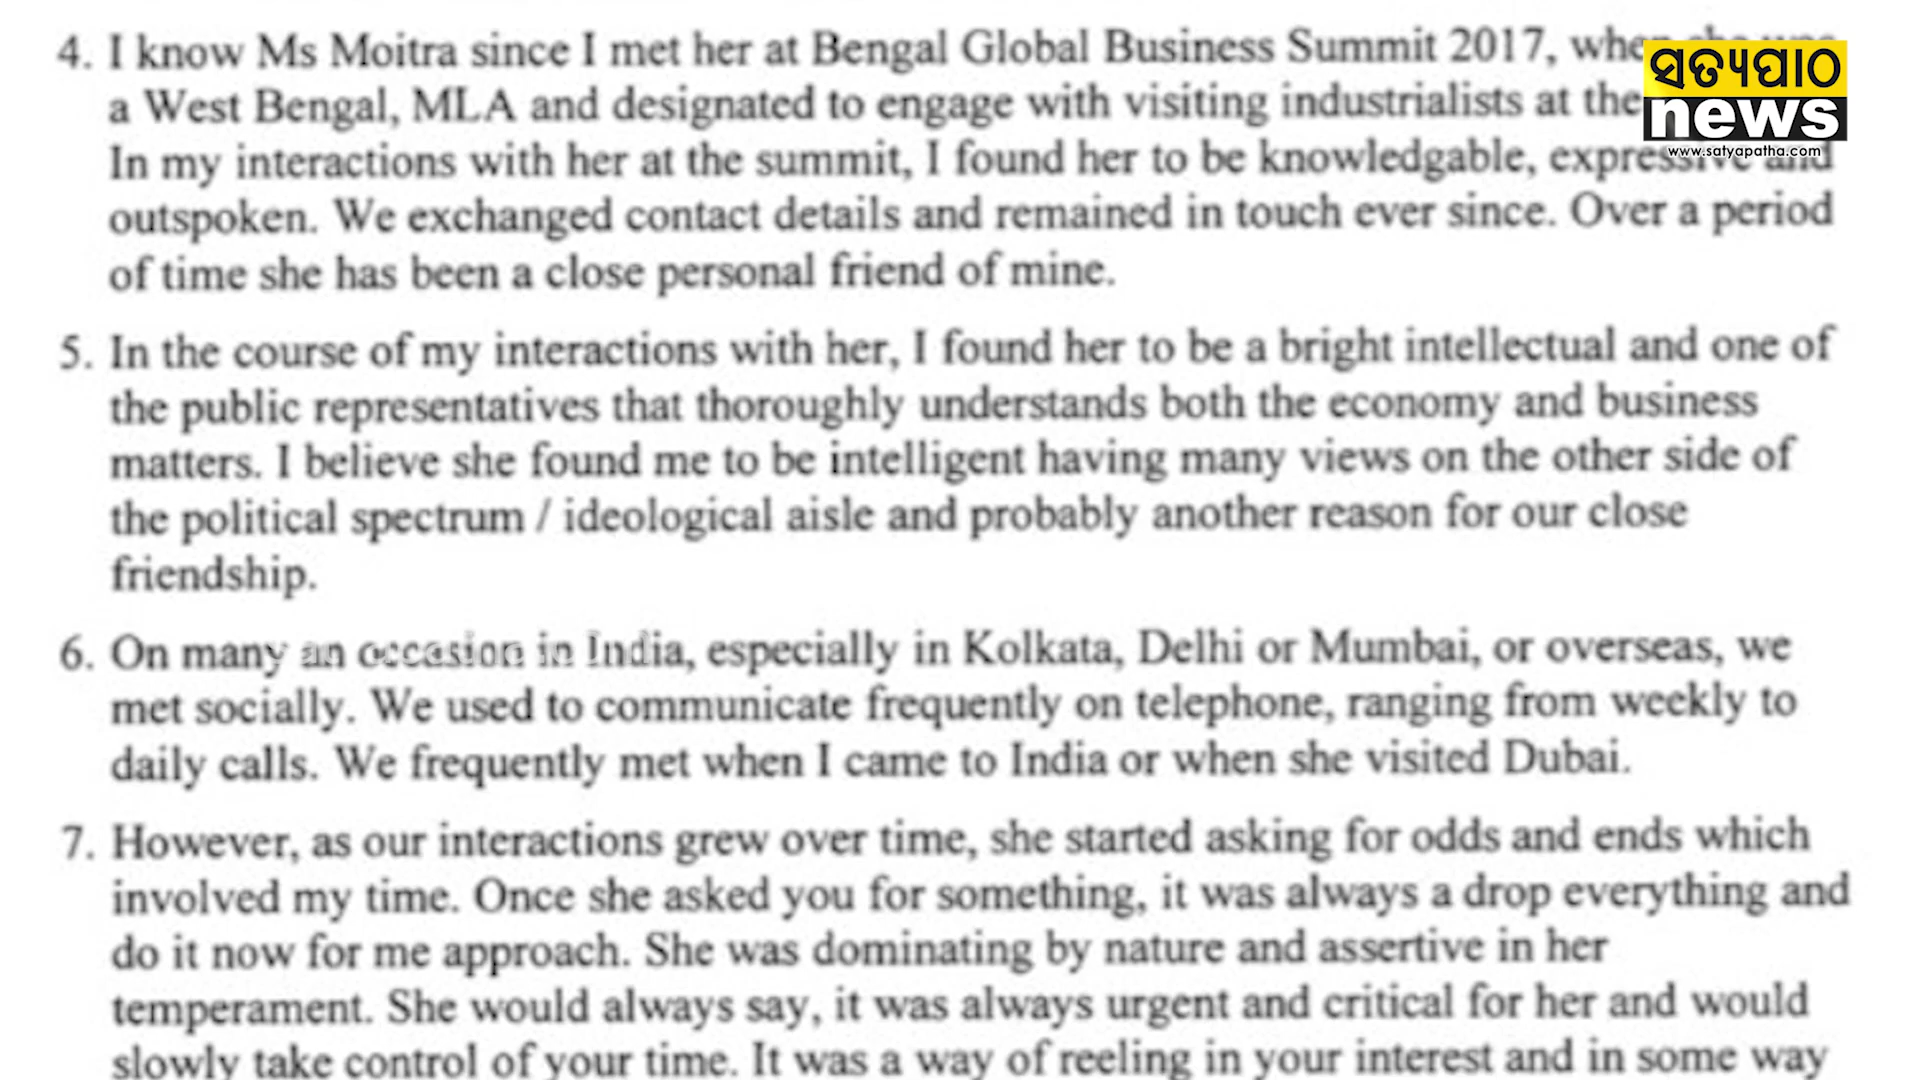 4. I know Ms Moitra since I met her at Bengal Global Business Summit 2017, when she was
a West Bengal, MLA and designated to engage with visiting industrialists at the
In my interactions with her at the summit, I found her to be knowledgable, expressive and
outspoken. We exchanged contact details and remained in touch ever since. Over a period
of time she has been a close personal friend of mine.
5. In the course of my interactions with her, I found her to be a bright intellectual and one of
the public representatives that thoroughly understands both the economy and business
matters. I believe she found me to be intelligent having many views on the other side of
the political spectrum / ideological aisle and probably another reason for our close
friendship.
6. On many an occasion in India, especially in Kolkata, Delhi or Mumbai, or overseas, we
met socially. We used to communicate frequently on telephone, ranging from weekly to
daily calls. We frequently met when I came to India or when she visited Dubai.
7. However, as our interactions grew over time, she started asking for odds and ends which
involved my time. Once she asked you for something, it was always a drop everything and
do it now for me approach. She was dominating by nature and assertive in her
temperament. She would always say, it was always urgent and critical for her and would
slowly take control of your time. It was a way of reeling in your interest and in some way
ସତ୍ୟପାଠ
news
www.satyapatha.com